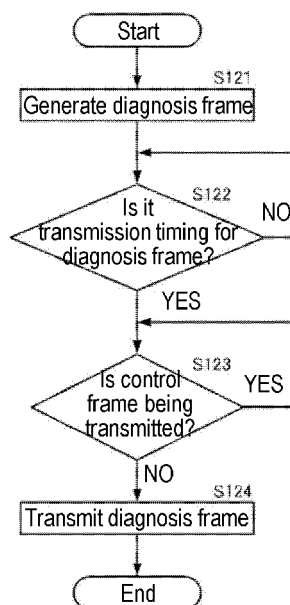 Start
S121
Generate diagnosis frame
S122
Is it
transmission timing for
diagnosis frame?
NO
YES
S123
Is control
frame being
transmitted?
YES
NO
S124
Transmit diagnosis frame
End